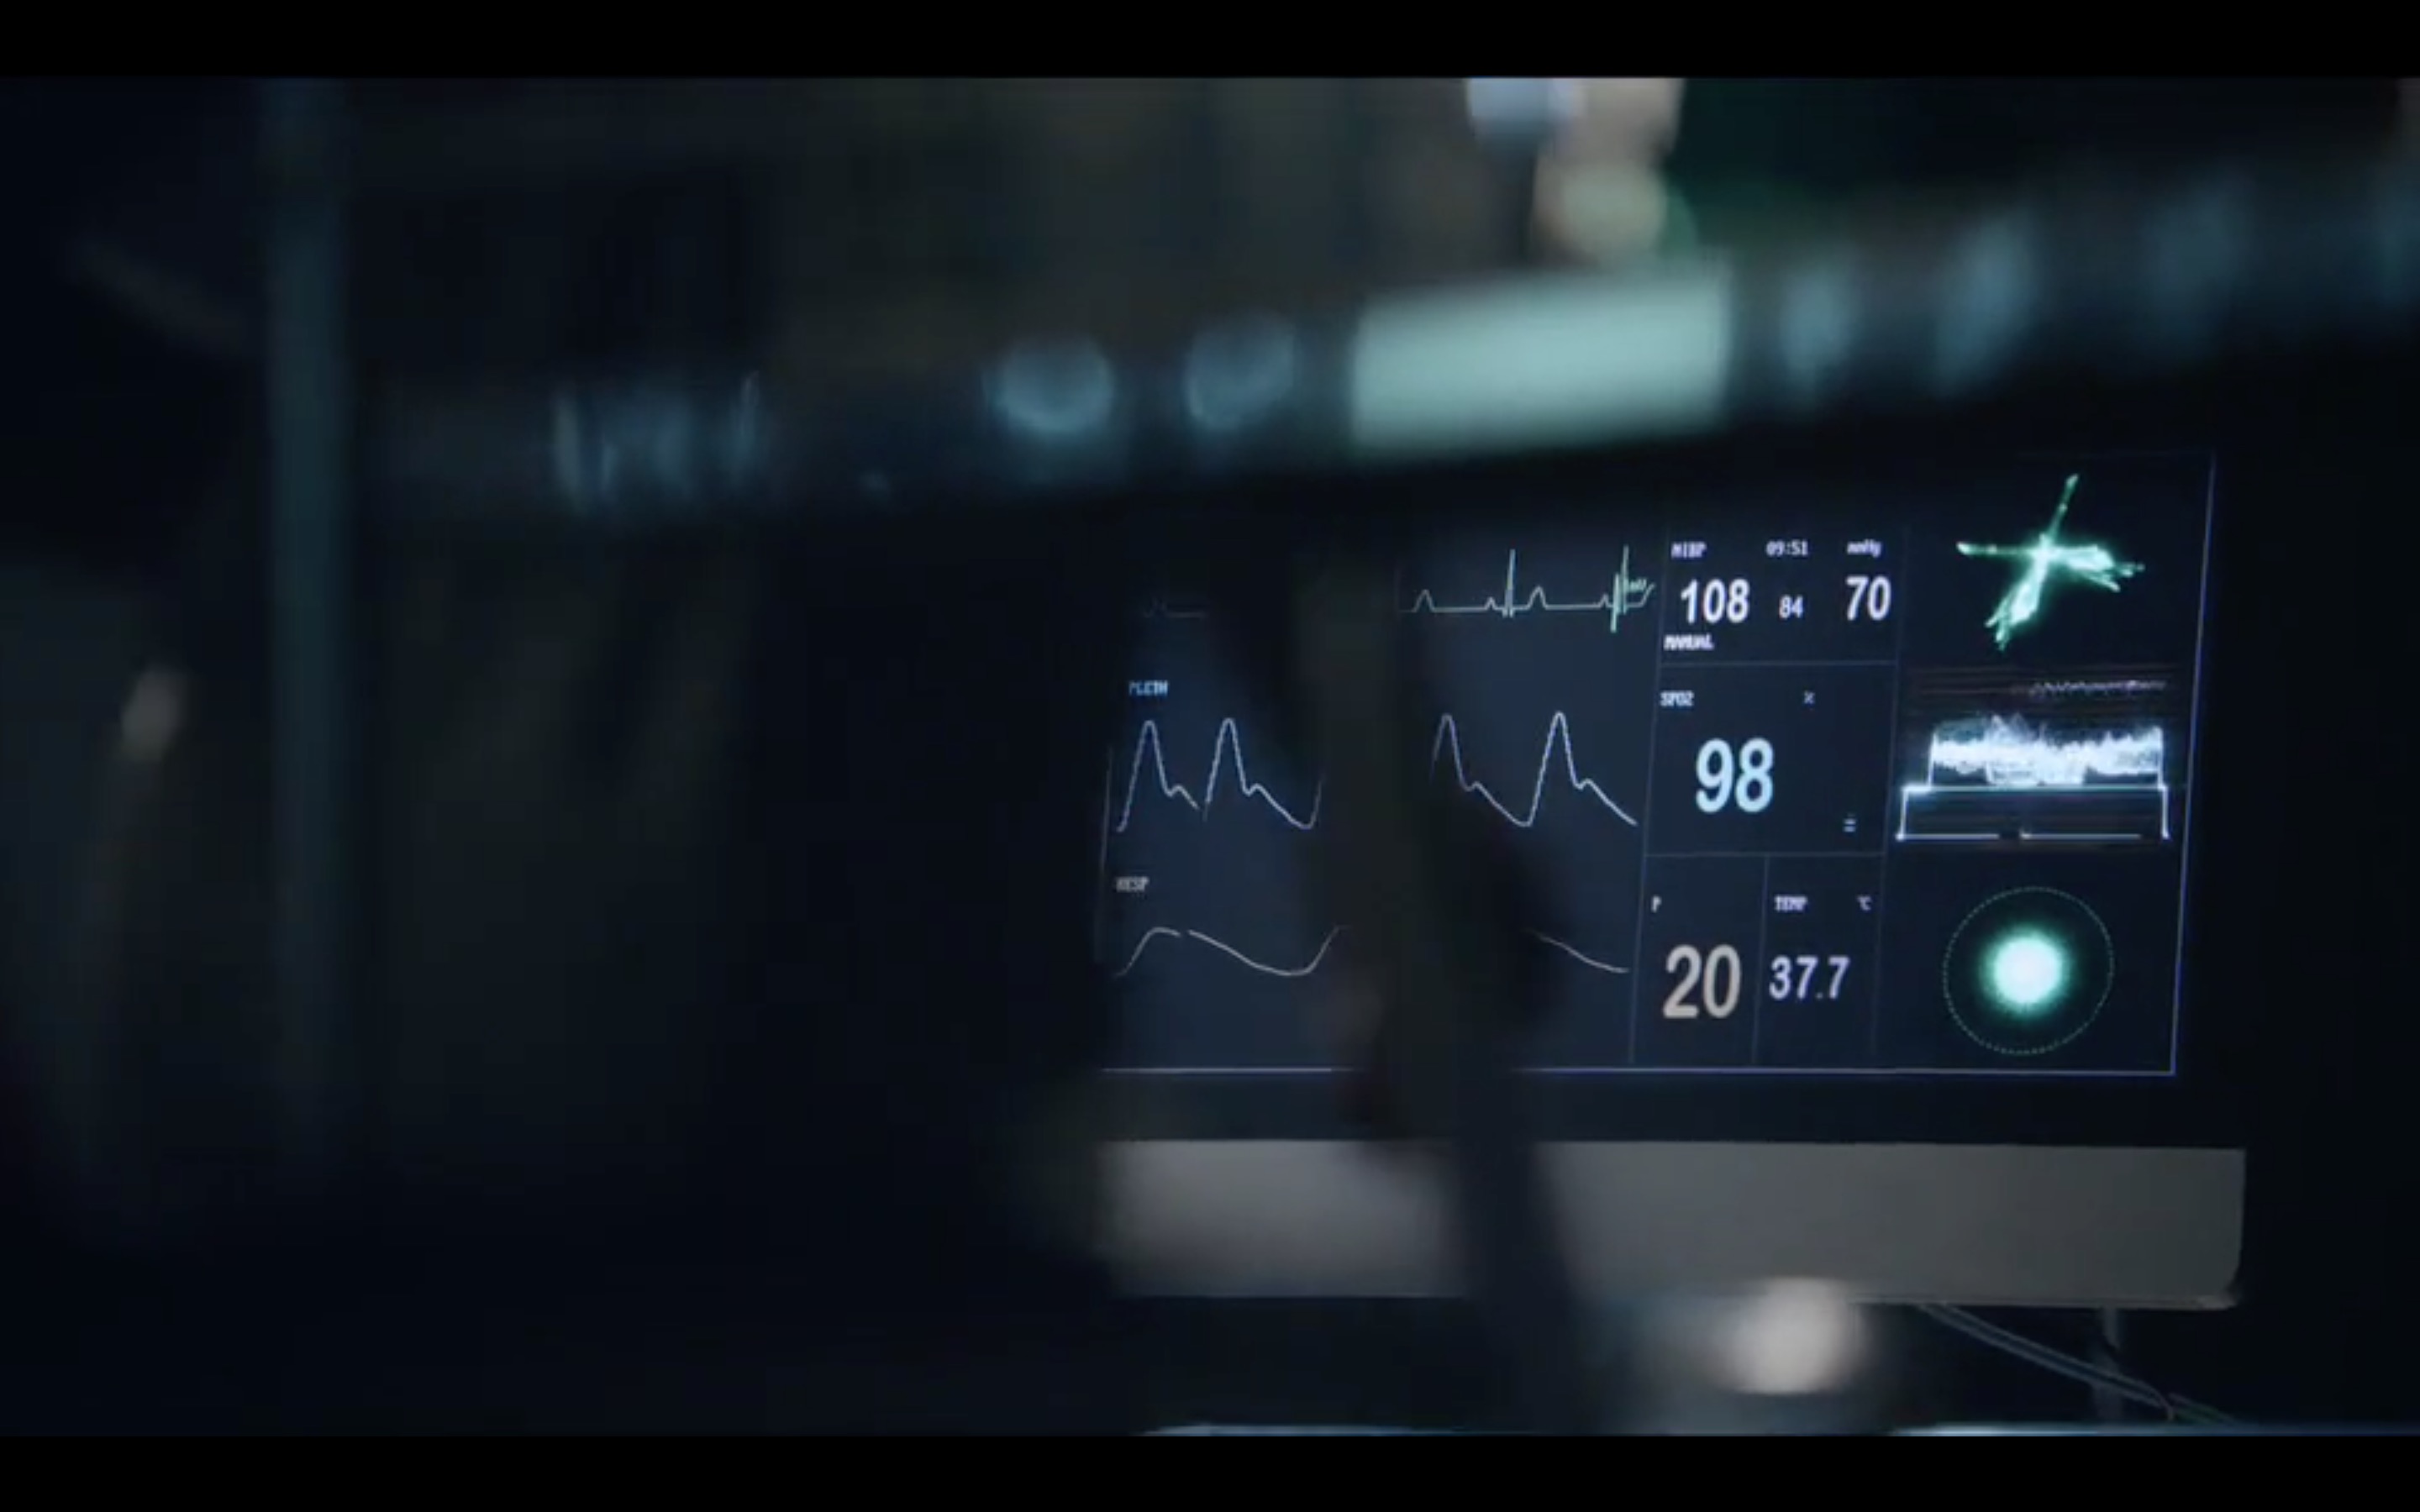 NIBP 09:51 mmHg
108 84 70
MANUAL
PLETH
SPO2 %
98
RESP
P TEMP °C
20 37.7